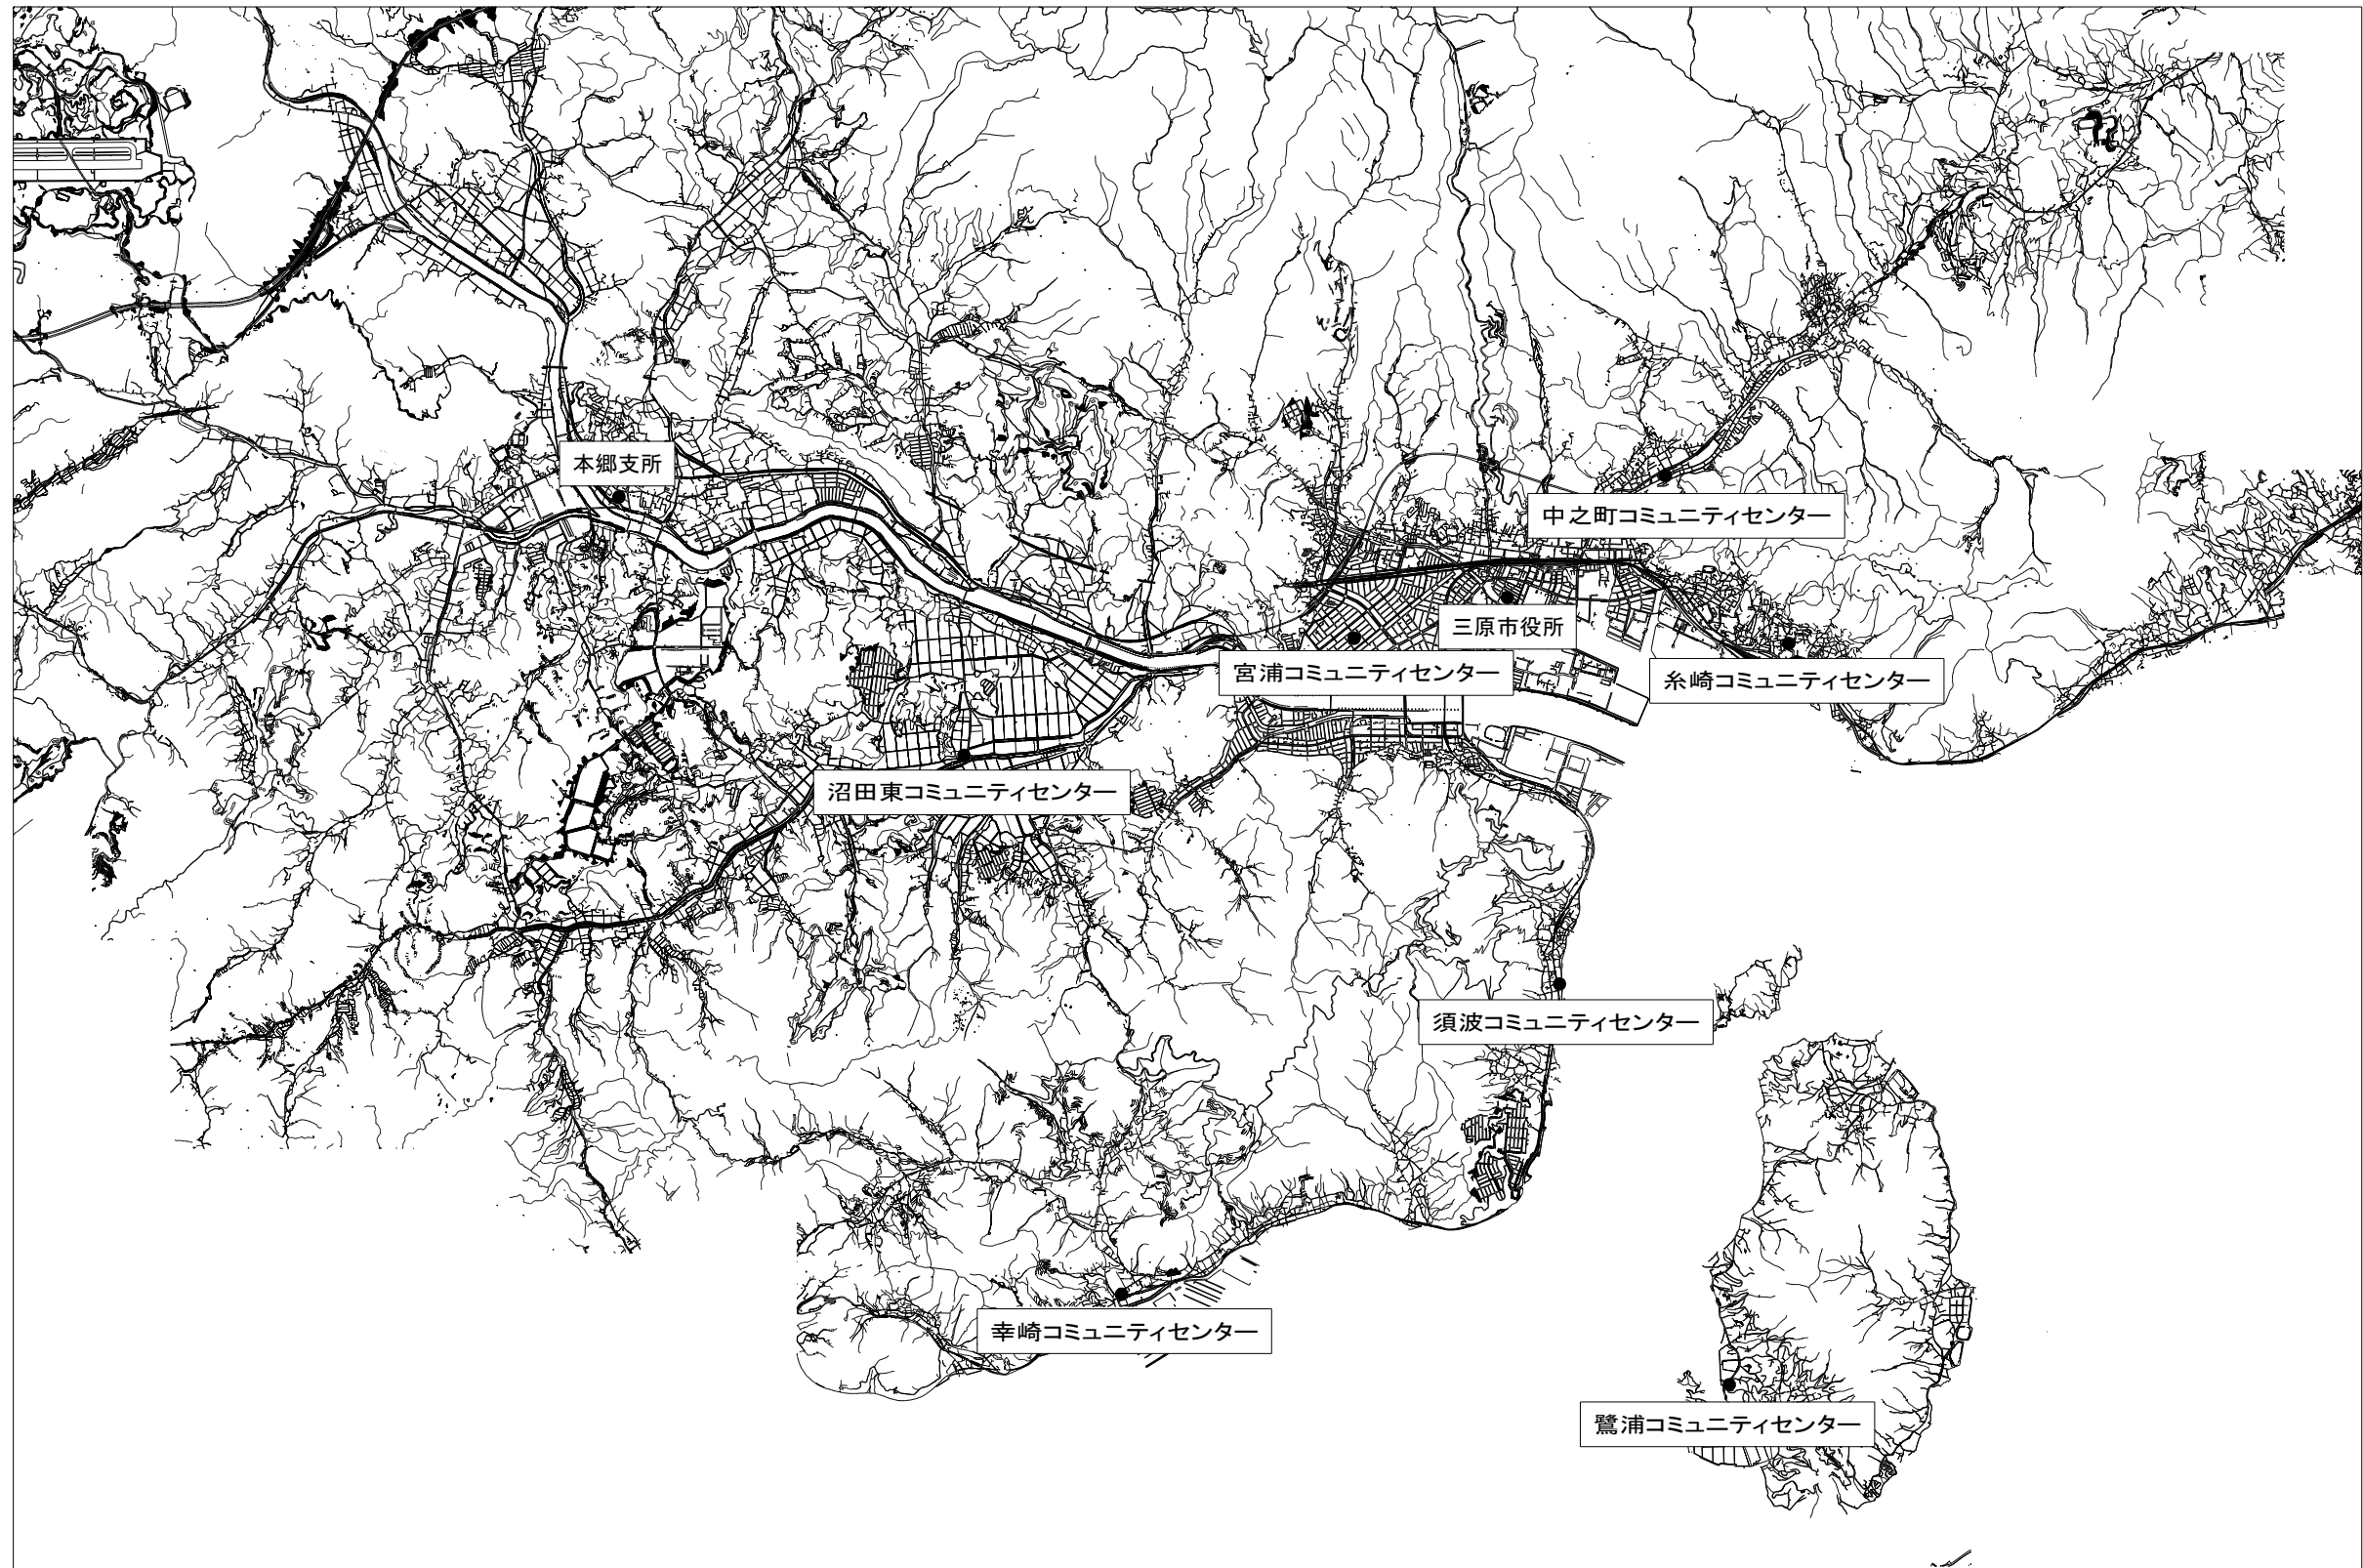 本郷支所
中之町コミュニティセンター
三原市役所
宮浦コミュニティセンター
糸崎コミュニティセンター
沼田東コミュニティセンター
須波コミュニティセンター
幸崎コミュニティセンター
鷺浦コミュニティセンター